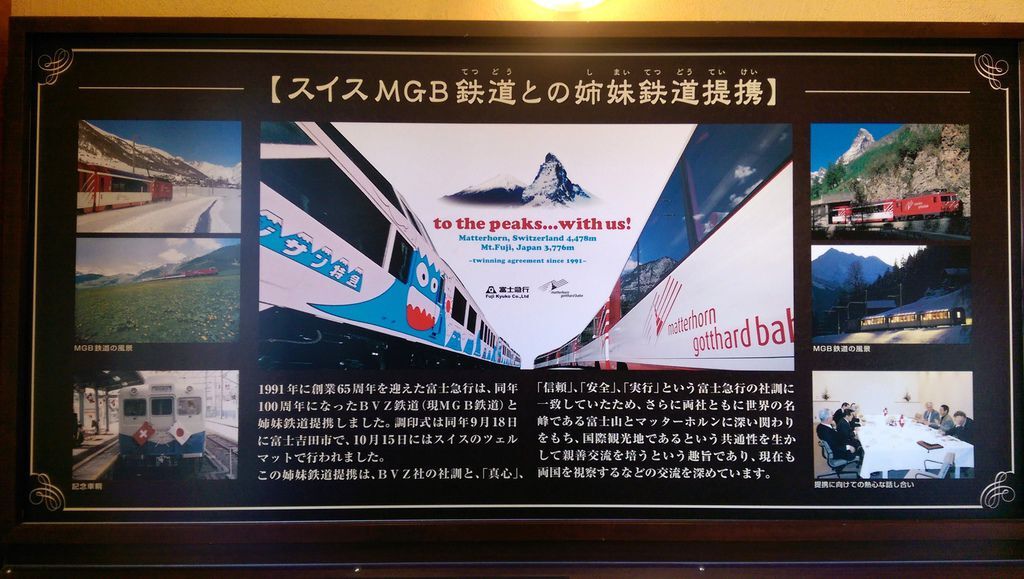 【スイスMGB鉄道との姉妹鉄道提携】
てつ どう し まい てつ どう てい けい
to the peaks...with us!
Matterhorn, Switzerland 4,478m
Mt.Fuji, Japan 3,776m
~twinning agreement since 1991~
富士急行
Fuji Kyuko Co.,Ltd
matterhorn
gotthard bahn
フジサン特急
matterhorn
gotthard bah
MGB鉄道の風景
MGB鉄道の風景
記念車輌
提携に向けての熱心な話し合い
1991年に創業65周年を迎えた富士急行は、同年
100周年になったBVZ鉄道(現MGB鉄道)と
姉妹鉄道提携しました。調印式は同年9月18日
に富士吉田市で、10月15日にはスイスのツェル
マットで行われました。
この姉妹鉄道提携は、BVZ社の社訓と、「真心」、
「信頼」、「安全」、「実行」という富士急行の社訓に
一致していたため、さらに両社ともに世界の名
峰である富士山とマッターホルンに深い関わり
をもち、国際観光地であるという共通性を生か
して親善交流を培うという趣旨であり、現在も
両国を視察するなどの交流を深めています。